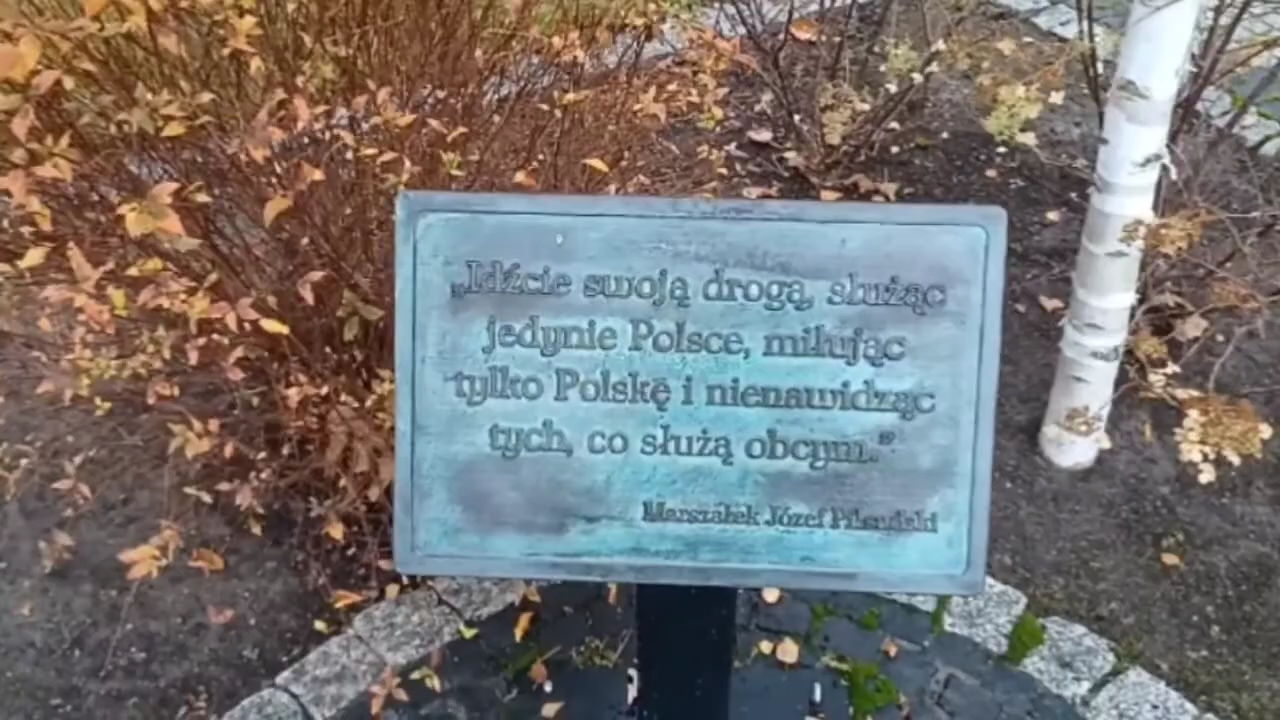 „Idźcie swoją drogą, służąc
jedynie Polsce, miłując
tylko Polskę i nienawidząc
tych, co służą obcym.”
Marszałek Józef Piłsudski